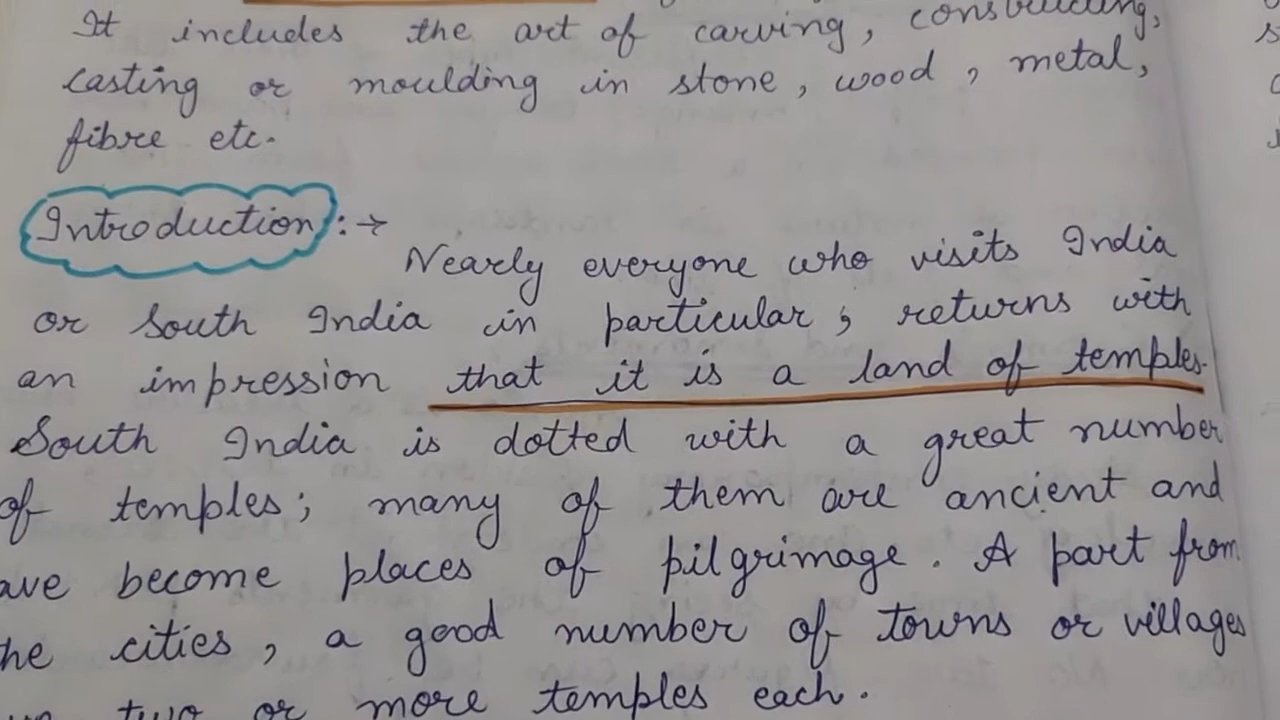 It includes the art of carving, constructing,
casting or moulding in stone, wood, metal,
fibre etc.
Introduction :→
Nearly everyone who visits India
or South India in particular, returns with
an impression that it is a land of temples.
South India is dotted with a great number
of temples; many of them are ancient and
ave become places of pilgrimage. A part from
he cities, a good number of towns or villages
two or more temples each.